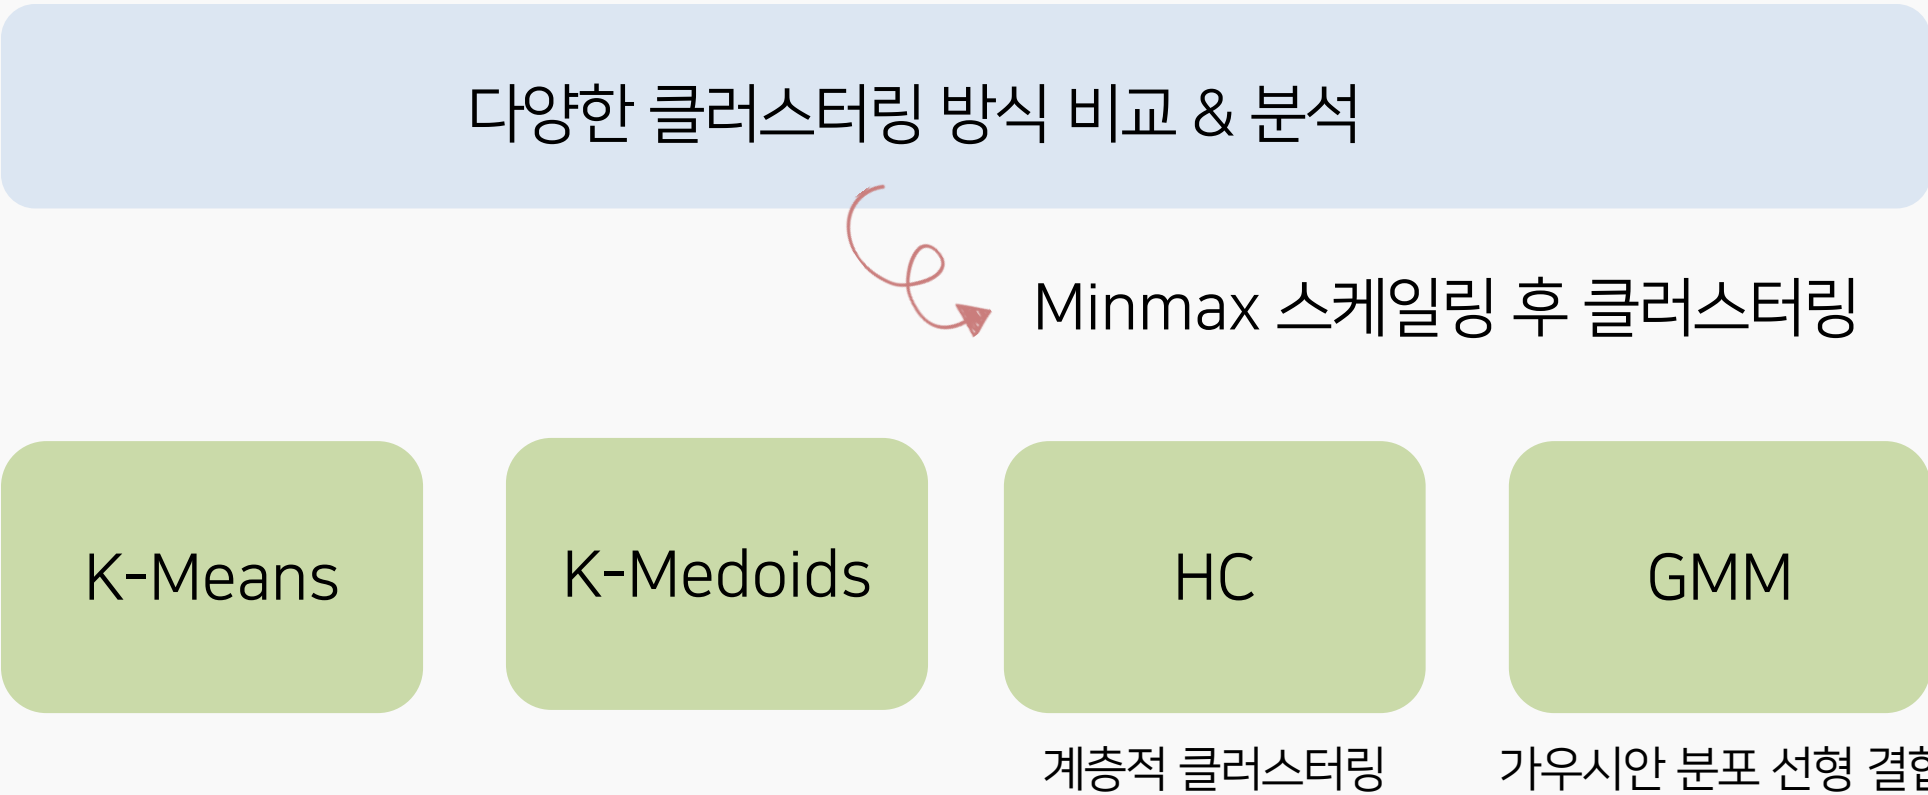 다양한 클러스터링 방식 비교 & 분석
Minmax 스케일링 후 클러스터링
K-Means
K-Medoids
HC
GMM
계층적 클러스터링
가우시안 분포 선형 결합